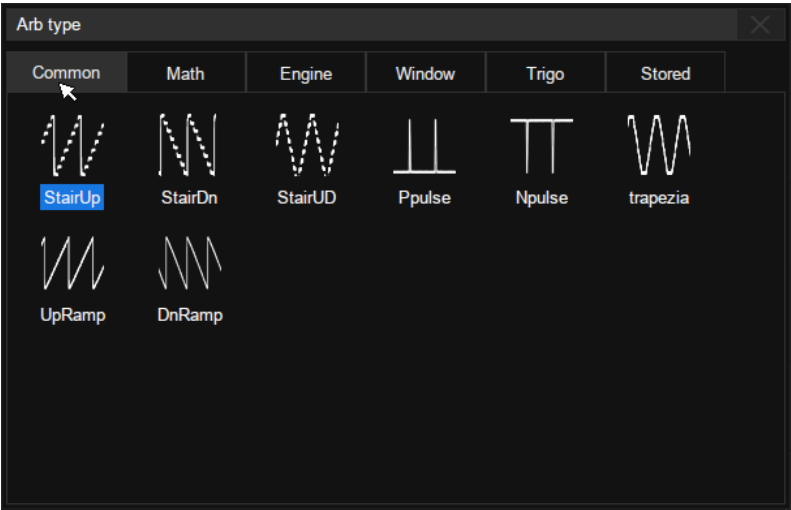 Arb type
Common Math Engine Window Trigo Stored
StairUp StairDn StairUD Ppulse Npulse trapezia
UpRamp DnRamp